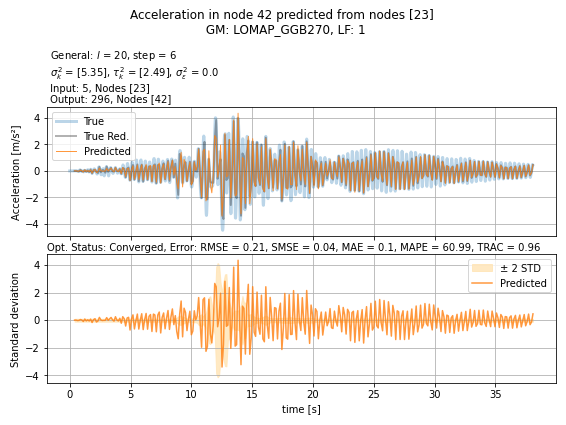 Acceleration in node 42 predicted from nodes [23]
GM: LOMAP_GGB270, LF: 1
General: l = 20, step = 6
σ²ₖ = [5.35], τ²ₖ = [2.49], σ²ε = 0.0
Input: 5, Nodes [23]
Output: 296, Nodes [42]
True
True Red.
Predicted
Acceleration [m/s²]
4
2
0
−2
−4
Opt. Status: Converged, Error: RMSE = 0.21, SMSE = 0.04, MAE = 0.1, MAPE = 60.99, TRAC = 0.96
± 2 STD
Predicted
Standard deviation
4
2
0
−2
−4
0 5 10 15 20 25 30 35
time [s]